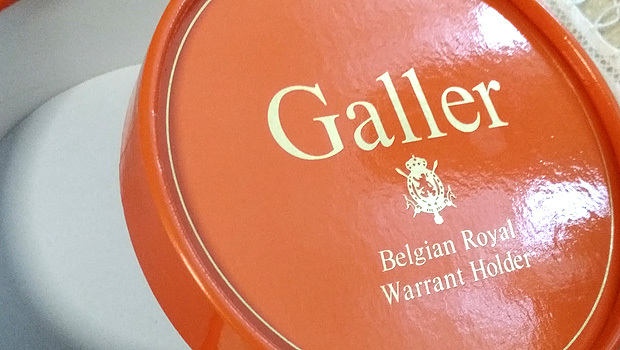 Galler
Belgian Royal
Warrant Holder